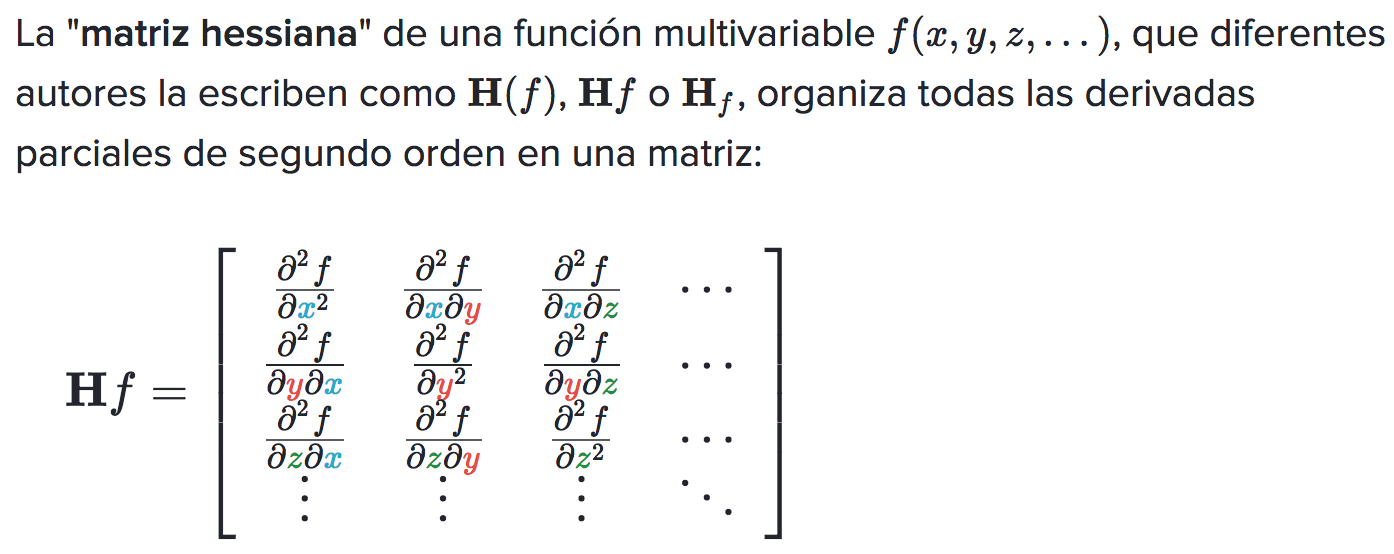 La "matriz hessiana" de una función multivariable f(x, y, z, ...), que diferentes
autores la escriben como H(f), Hf o H_f, organiza todas las derivadas
parciales de segundo orden en una matriz:
Hf = [
∂²f/∂x² ∂²f/∂x∂y ∂²f/∂x∂z ⋯
∂²f/∂y∂x ∂²f/∂y² ∂²f/∂y∂z ⋯
∂²f/∂z∂x ∂²f/∂z∂y ∂²f/∂z² ⋯
⋮ ⋮ ⋮ ⋱
]